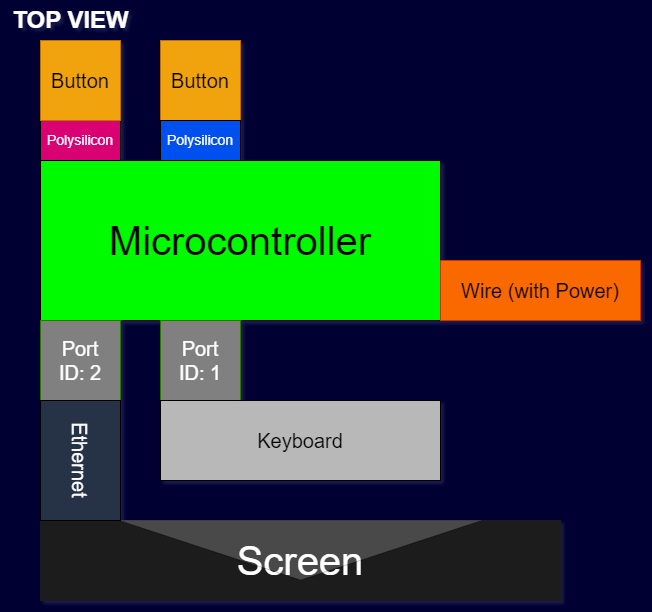 TOP VIEW
Button
Button
Polysilicon
Polysilicon
Microcontroller
Wire (with Power)
Port
ID: 2
Port
ID: 1
Ethernet
Keyboard
Screen